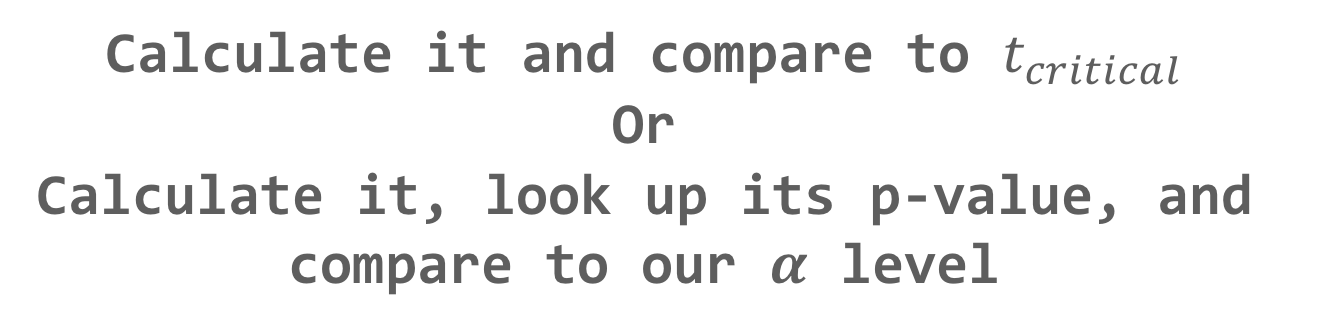 Calculate it and compare to t_critical
Or
Calculate it, look up its p-value, and
compare to our α level